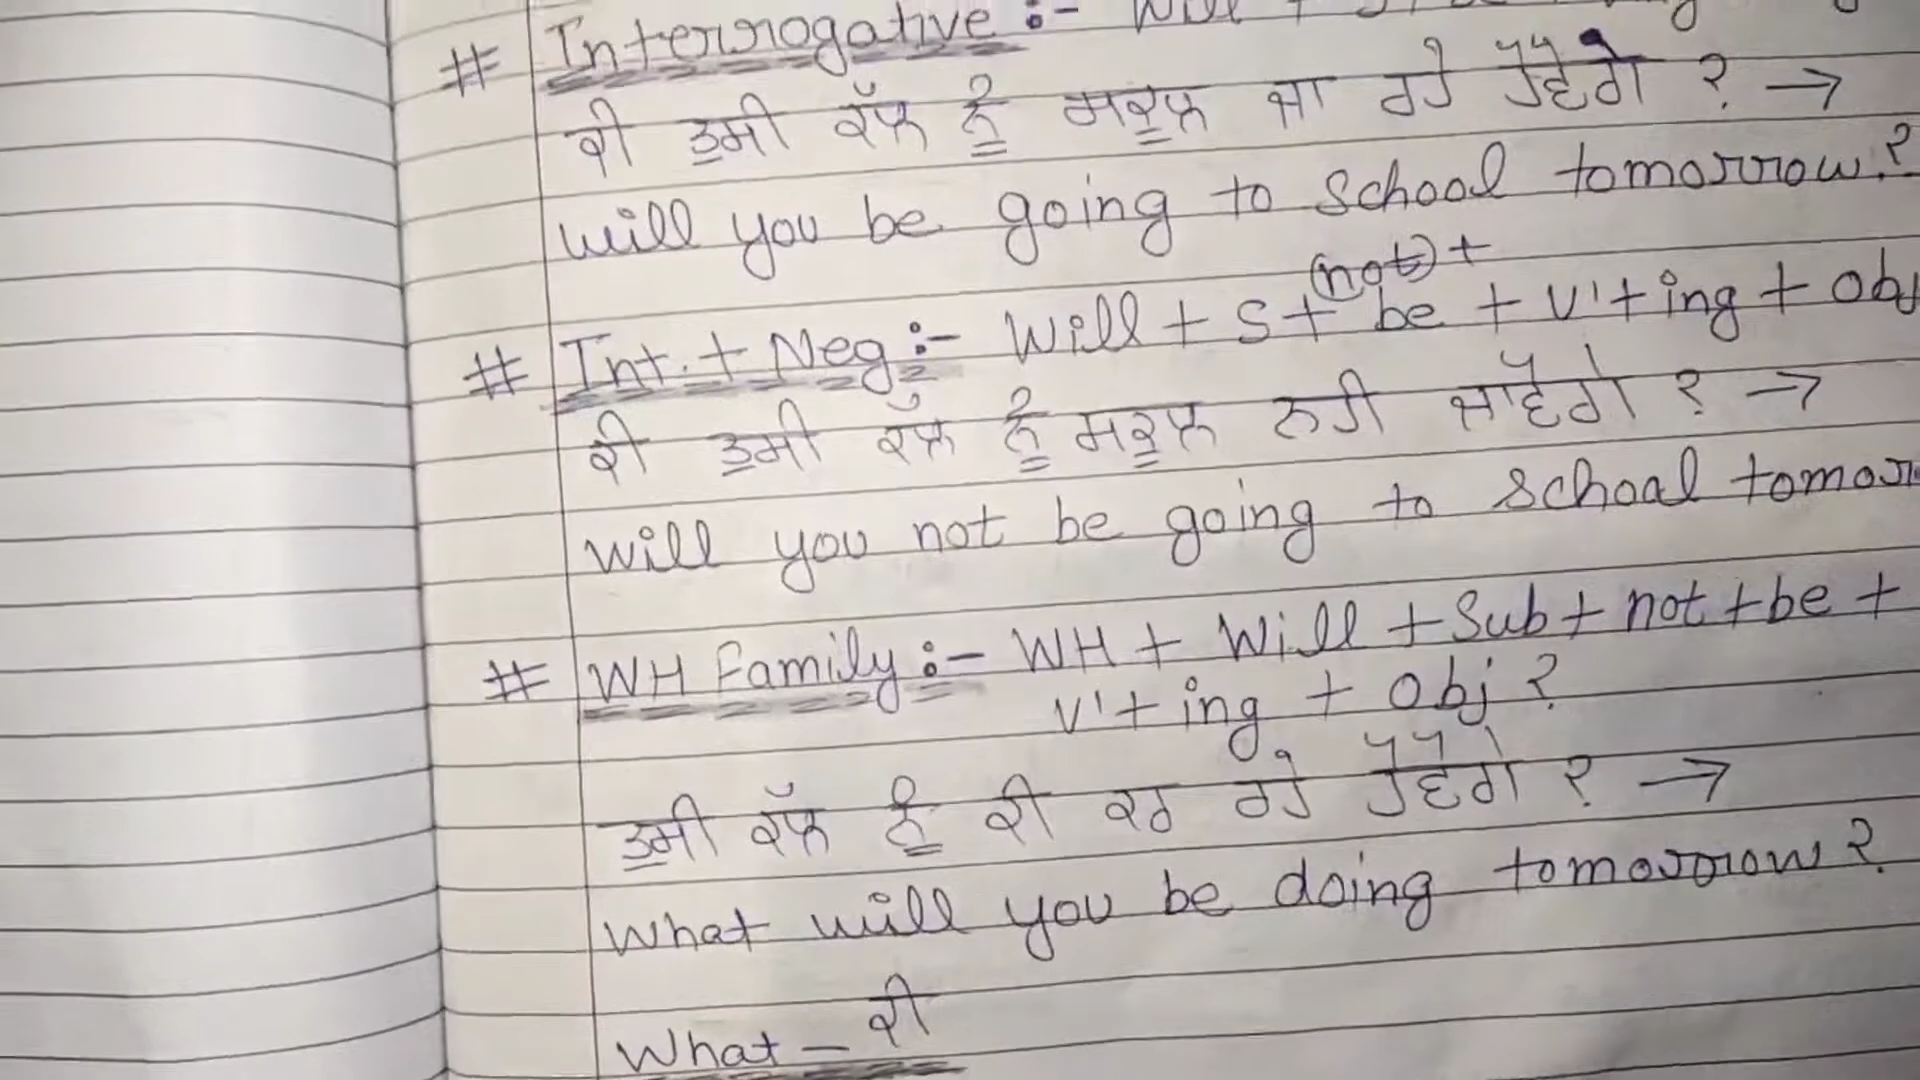 # Interrogative :- Will +
ਕੀ ਤੁਸੀ ਕੱਲ ਨੂੰ ਸਕੂਲ ਜਾ ਰਹੇ ਹੋਵੋਗੇ ? →
will you be going to school tomorrow?
(not) +
# Int. + Neg :- Will + S + be + V' + ing + Obj
ਕੀ ਤੁਸੀ ਕੱਲ ਨੂੰ ਸਕੂਲ ਨਹੀ ਜਾਵੋਗੇ ? →
will you not be going to school tomorr
# WH Family :- WH + Will + Sub + not + be +
V' + ing + Obj ?
ਤੁਸੀ ਕੱਲ ਨੂੰ ਕੀ ਕਰ ਰਹੇ ਹੋਵੋਗੇ ? →
What will you be doing tomorrow?
What – ਕੀ